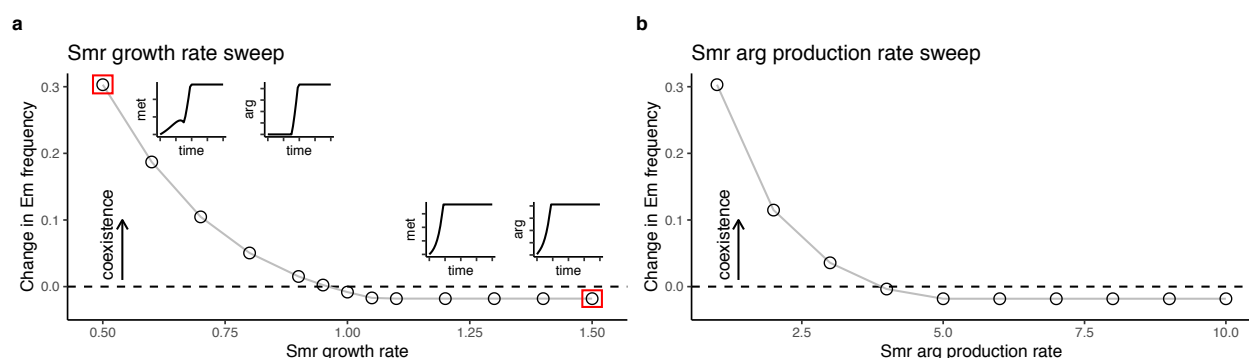 a
Smr growth rate sweep
Change in Em frequency
0.3
0.2
0.1
0.0
coexistence
met
time
arg
time
met
time
arg
time
0.50
0.75
1.00
1.25
1.50
Smr growth rate
b
Smr arg production rate sweep
Change in Em frequency
0.3
0.2
0.1
0.0
coexistence
2.5
5.0
7.5
10.0
Smr arg production rate